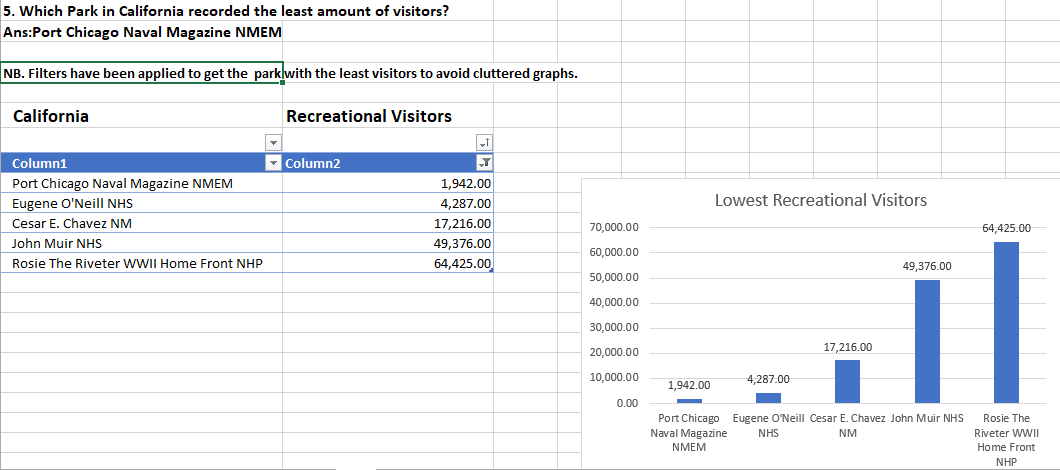 5. Which Park in California recorded the least amount of visitors?
Ans:Port Chicago Naval Magazine NMEM
NB. Filters have been applied to get the park with the least visitors to avoid cluttered graphs.
California Recreational Visitors
Column1 Column2
Port Chicago Naval Magazine NMEM 1,942.00
Eugene O'Neill NHS 4,287.00
Cesar E. Chavez NM 17,216.00
John Muir NHS 49,376.00
Rosie The Riveter WWII Home Front NHP 64,425.00
Lowest Recreational Visitors
70,000.00
60,000.00
50,000.00
40,000.00
30,000.00
20,000.00
10,000.00
0.00
1,942.00
4,287.00
17,216.00
49,376.00
64,425.00
Port Chicago
Naval Magazine
NMEM
Eugene O'Neill
NHS
Cesar E. Chavez
NM
John Muir NHS
Rosie The
Riveter WWII
Home Front
NHP